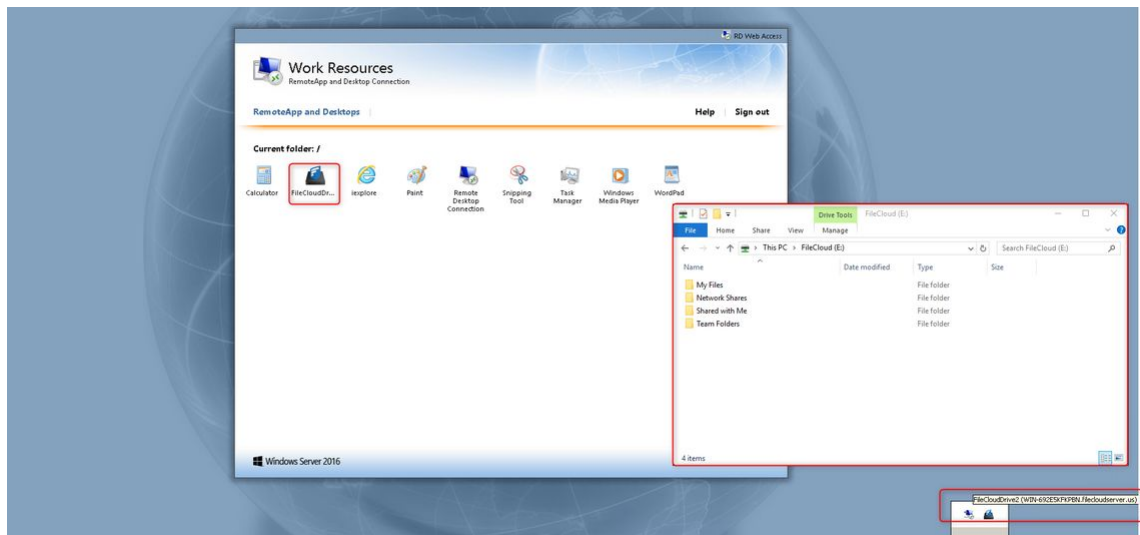 RD Web Access
Work Resources
RemoteApp and Desktop Connection
RemoteApp and Desktops
Help Sign out
Current folder: /
Calculator
FileCloudDr...
iexplore
Paint
Remote Desktop Connection
Snipping Tool
Task Manager
Windows Media Player
WordPad
Drive Tools FileCloud (E:)
File Home Share View Manage
This PC > FileCloud (E:) Search FileCloud (E:)
Name Date modified Type Size
My Files File folder
Network Shares File folder
Shared with Me File folder
Team Folders File folder
4 items
Windows Server 2016
FileCloudDrive2 (WIN-692E5KFKPBN.filecloudserver.us)